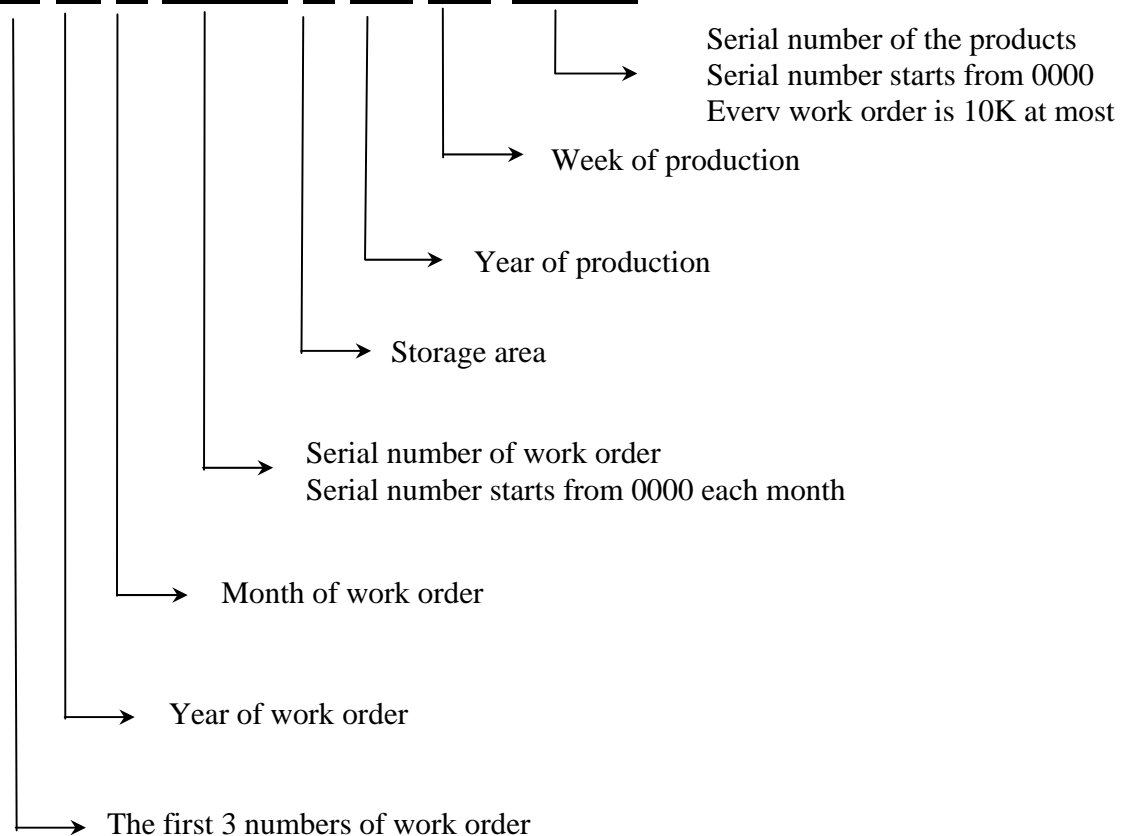 Serial number of the products
Serial number starts from 0000
Every work order is 10K at most
Week of production
Year of production
Storage area
Serial number of work order
Serial number starts from 0000 each month
Month of work order
Year of work order
The first 3 numbers of work order